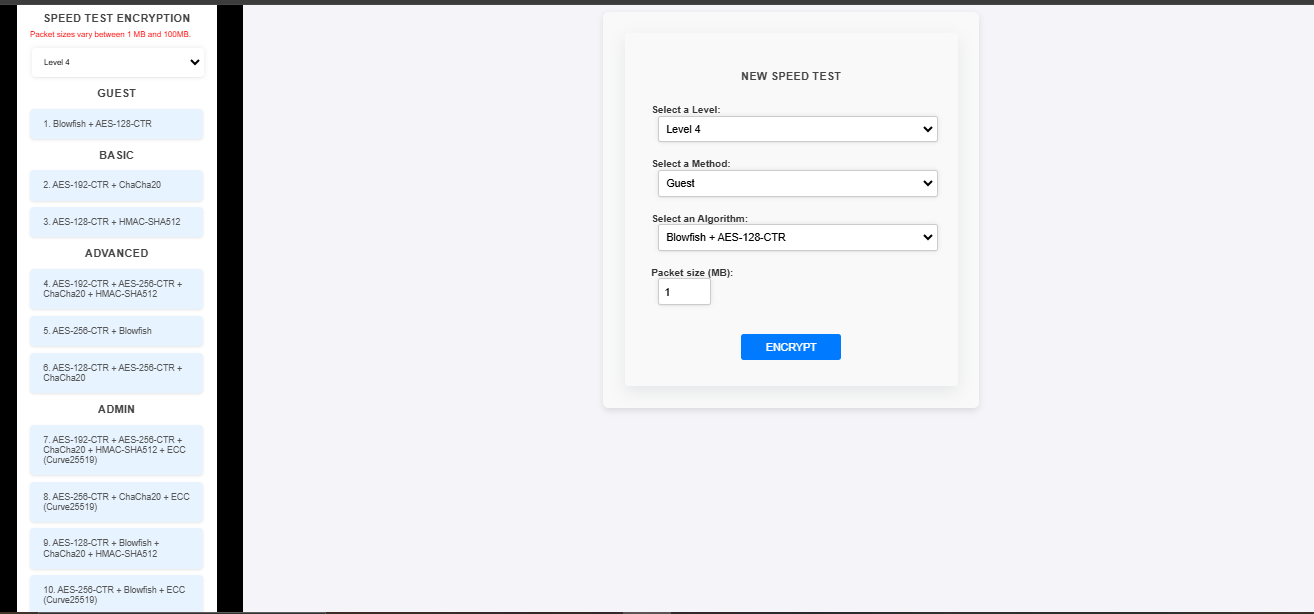 SPEED TEST ENCRYPTION
Packet sizes vary between 1 MB and 100MB.
Level 4
GUEST
1. Blowfish + AES-128-CTR
BASIC
2. AES-192-CTR + ChaCha20
3. AES-128-CTR + HMAC-SHA512
ADVANCED
4. AES-192-CTR + AES-256-CTR +
ChaCha20 + HMAC-SHA512
5. AES-256-CTR + Blowfish
6. AES-128-CTR + AES-256-CTR +
ChaCha20
ADMIN
7. AES-192-CTR + AES-256-CTR +
ChaCha20 + HMAC-SHA512 + ECC
(Curve25519)
8. AES-256-CTR + ChaCha20 + ECC
(Curve25519)
9. AES-128-CTR + Blowfish +
ChaCha20 + HMAC-SHA512
10. AES-256-CTR + Blowfish + ECC
(Curve25519)
NEW SPEED TEST
Select a Level:
Level 4
Select a Method:
Guest
Select an Algorithm:
Blowfish + AES-128-CTR
Packet size (MB):
1
ENCRYPT